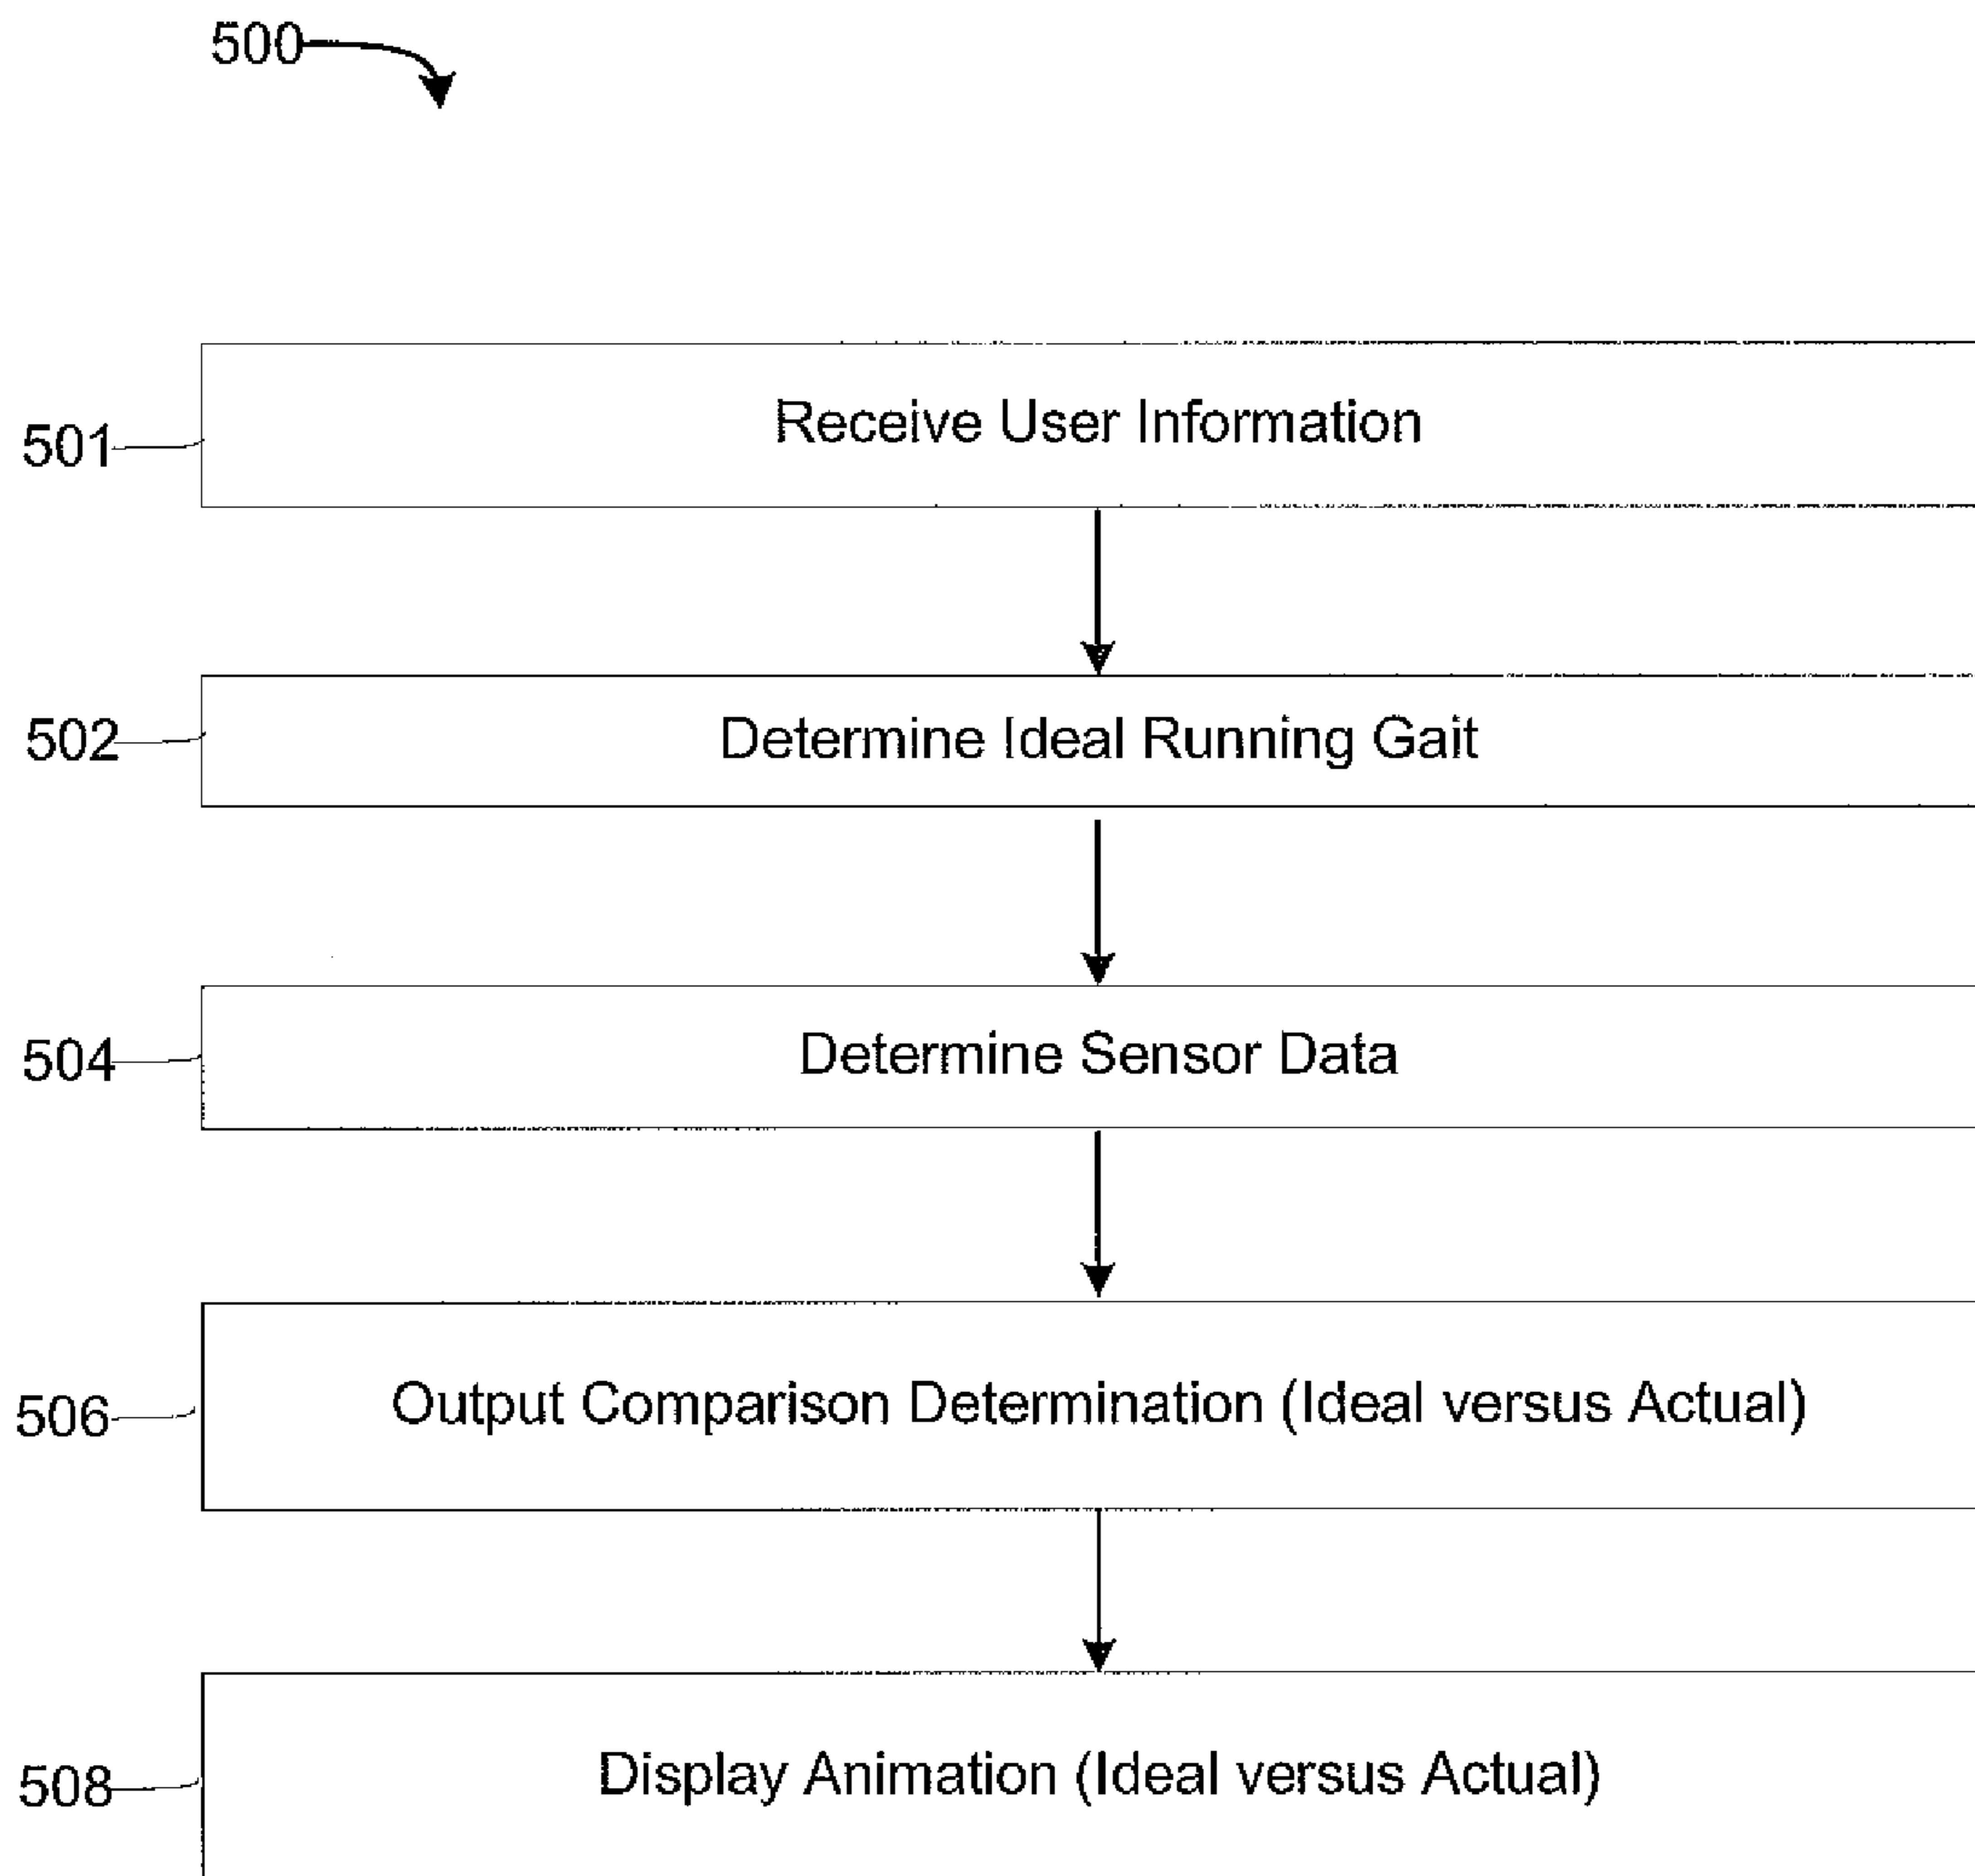 500
501
Receive User Information
502
Determine Ideal Running Gait
504
Determine Sensor Data
506
Output Comparison Determination (Ideal versus Actual)
508
Display Animation (Ideal versus Actual)